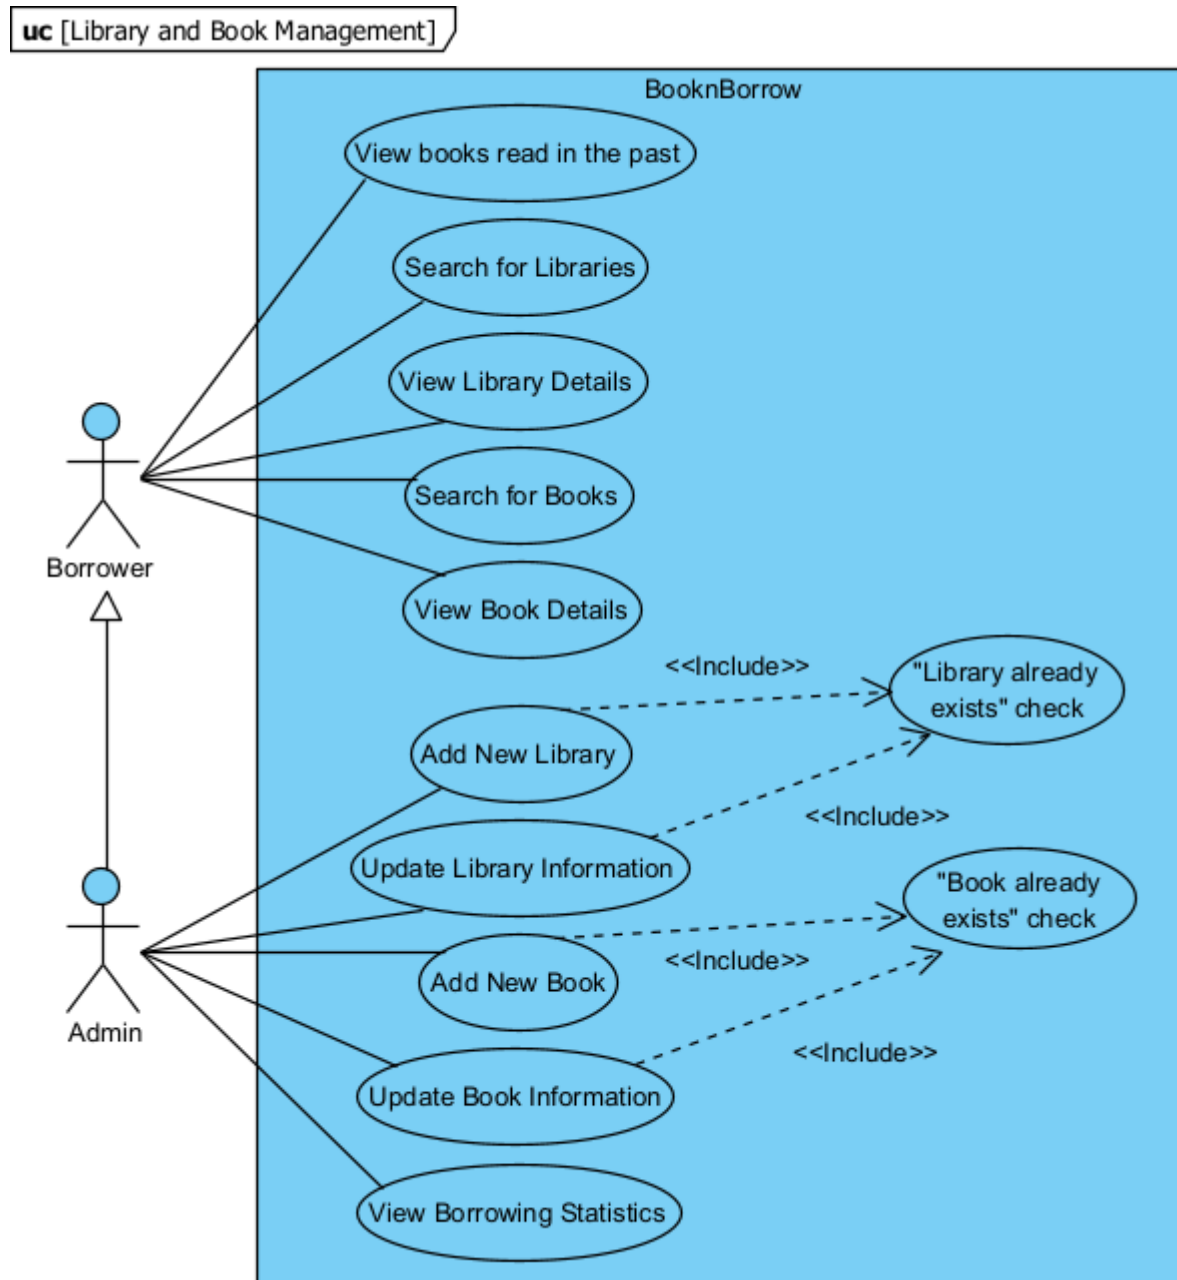 uc [Library and Book Management]
BooknBorrow
View books read in the past
Search for Libraries
View Library Details
Search for Books
Borrower
View Book Details
<<Include>>
"Library already
exists" check
Add New Library
<<Include>>
Update Library Information
"Book already
exists" check
<<Include>>
Add New Book
Admin
<<Include>>
Update Book Information
View Borrowing Statistics